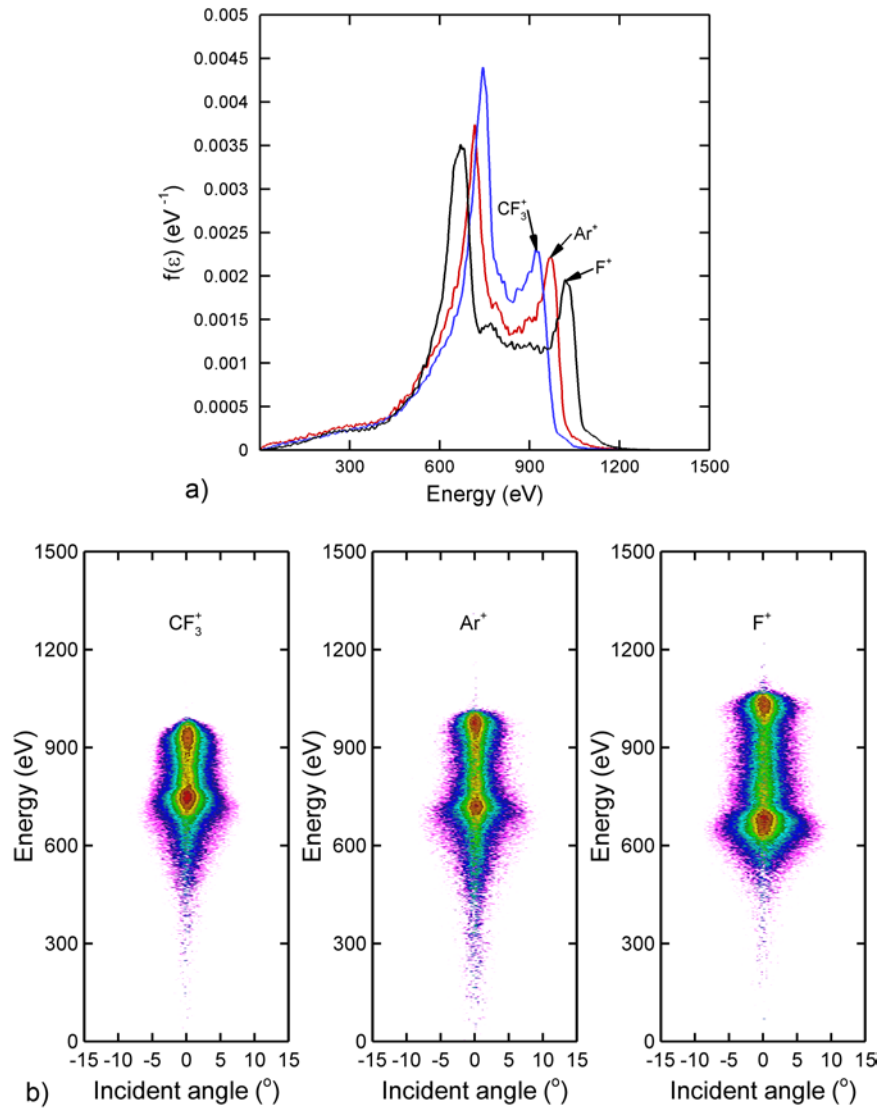 0.005
0.0045
0.004
0.0035
0.003
0.0025
0.002
0.0015
0.001
0.0005
0
f(ε) (eV⁻¹)
CF₃⁺
Ar⁺
F⁺
300 600 900 1200 1500
Energy (eV)
a)
1500 1500 1500
CF₃⁺ Ar⁺ F⁺
1200 1200 1200
900 900 900
600 600 600
300 300 300
0 0 0
Energy (eV) Energy (eV) Energy (eV)
-15 -10 -5 0 5 10 15 -15 -10 -5 0 5 10 15 -15 -10 -5 0 5 10 15
b) Incident angle (°) Incident angle (°) Incident angle (°)